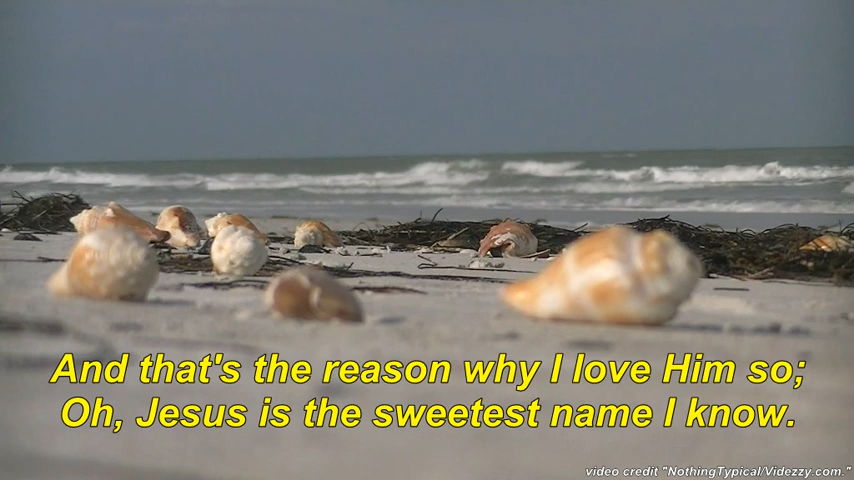 And that's the reason why I love Him so;
Oh, Jesus is the sweetest name I know.
video credit "NothingTypical/Videzzy.com."